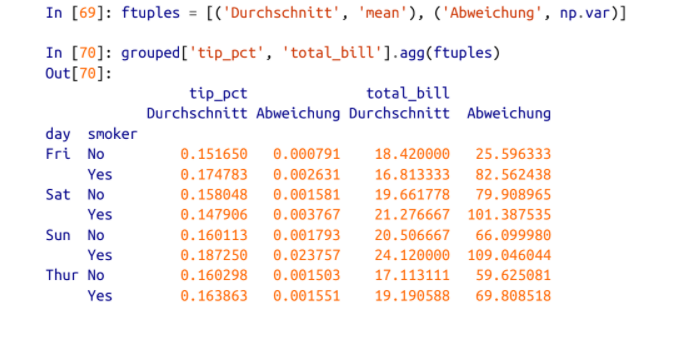 In [69]: ftuples = [('Durchschnitt', 'mean'), ('Abweichung', np.var)]
In [70]: grouped['tip_pct', 'total_bill'].agg(ftuples)
Out[70]:
tip_pct total_bill
Durchschnitt Abweichung Durchschnitt Abweichung
day smoker
Fri No 0.151650 0.000791 18.420000 25.596333
Yes 0.174783 0.002631 16.813333 82.562438
Sat No 0.158048 0.001581 19.661778 79.908965
Yes 0.147906 0.003767 21.276667 101.387535
Sun No 0.160113 0.001793 20.506667 66.099980
Yes 0.187250 0.023757 24.120000 109.046044
Thur No 0.160298 0.001503 17.113111 59.625081
Yes 0.163863 0.001551 19.190588 69.808518